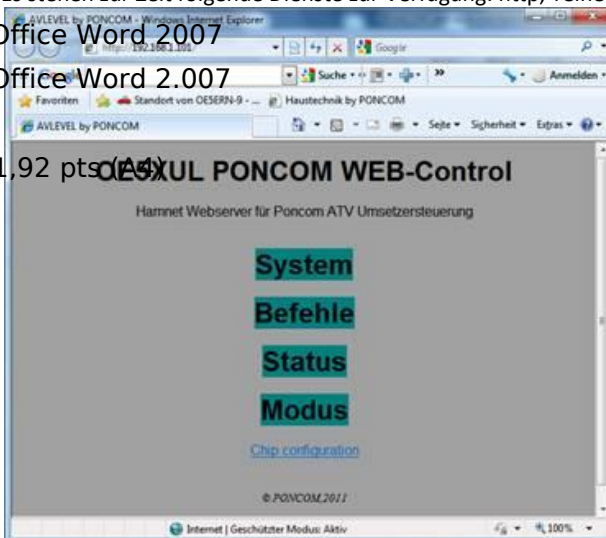 Es stehen zur Zeit folgende Dienste zur Verfügung: http,
AVLEVEL by PONCOM - Windows Internet Explorer
Office Word 2007
http://192.168.1.101/
Google
Office Word 2.007
Suche
Anmelden
Favoriten Standort von OE5ERN-9 - ... Haustechnik by PONCOM
AVLEVEL by PONCOM Seite Sicherheit Extras
1,92 pts (A4)
OE5XUL PONCOM WEB-Control
Hamnet Webserver für Poncom ATV Umsetzersteuerung
System
Befehle
Status
Modus
Chip configuration
© PONCOM,2011
Internet | Geschützter Modus: Aktiv 100%